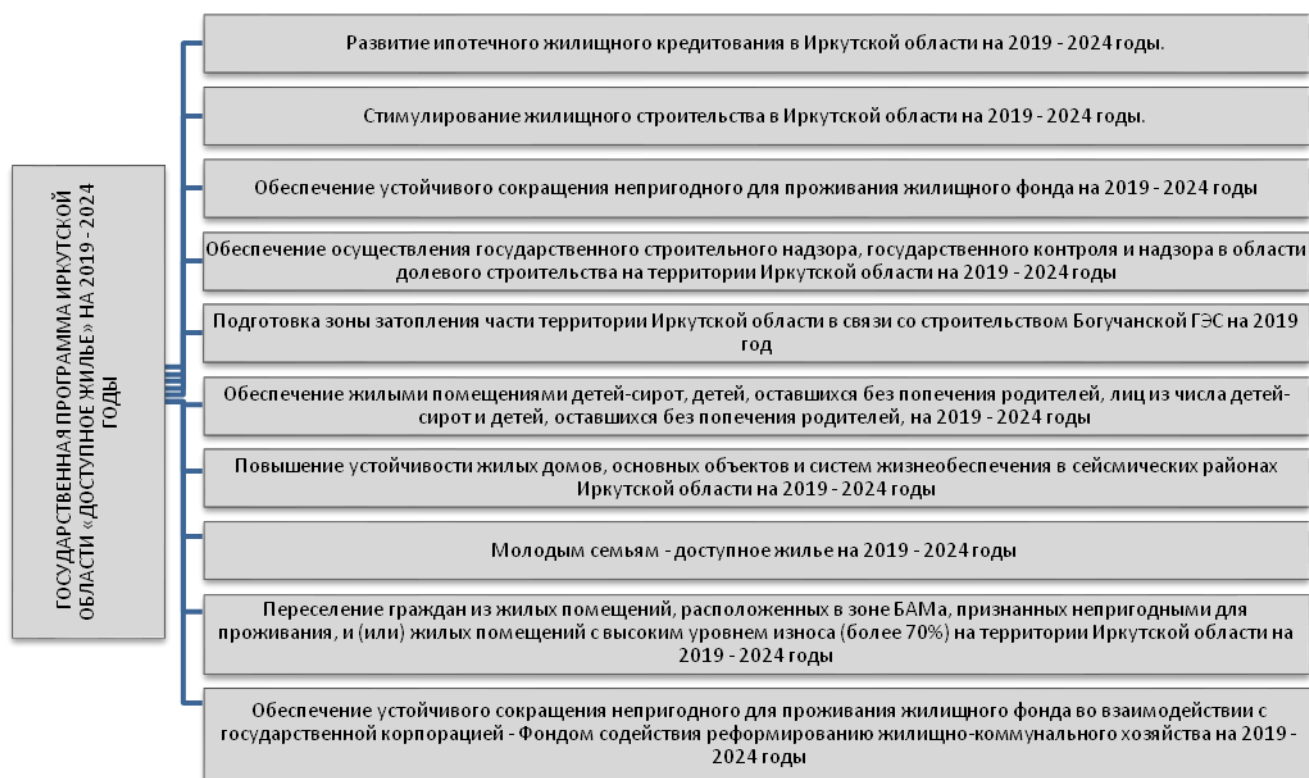 ГОСУДАРСТВЕННАЯ ПРОГРАММА ИРКУТСКОЙ
ОБЛАСТИ «ДОСТУПНОЕ ЖИЛЬЕ» НА 2019 - 2024
ГОДЫ
Развитие ипотечного жилищного кредитования в Иркутской области на 2019 - 2024 годы.
Стимулирование жилищного строительства в Иркутской области на 2019 - 2024 годы.
Обеспечение устойчивого сокращения непригодного для проживания жилищного фонда на 2019 - 2024 годы
Обеспечение осуществления государственного строительного надзора, государственного контроля и надзора в области
долевого строительства на территории Иркутской области на 2019 - 2024 годы
Подготовка зоны затопления части территории Иркутской области в связи со строительством Богучанской ГЭС на 2019
год
Обеспечение жилыми помещениями детей-сирот, детей, оставшихся без попечения родителей, лиц из числа детей-
сирот и детей, оставшихся без попечения родителей, на 2019 - 2024 годы
Повышение устойчивости жилых домов, основных объектов и систем жизнеобеспечения в сейсмических районах
Иркутской области на 2019 - 2024 годы
Молодым семьям - доступное жилье на 2019 - 2024 годы
Переселение граждан из жилых помещений, расположенных в зоне БАМа, признанных непригодными для
проживания, и (или) жилых помещений с высоким уровнем износа (более 70%) на территории Иркутской области на
2019 - 2024 годы
Обеспечение устойчивого сокращения непригодного для проживания жилищного фонда во взаимодействии с
государственной корпорацией - Фондом содействия реформированию жилищно-коммунального хозяйства на 2019 -
2024 годы